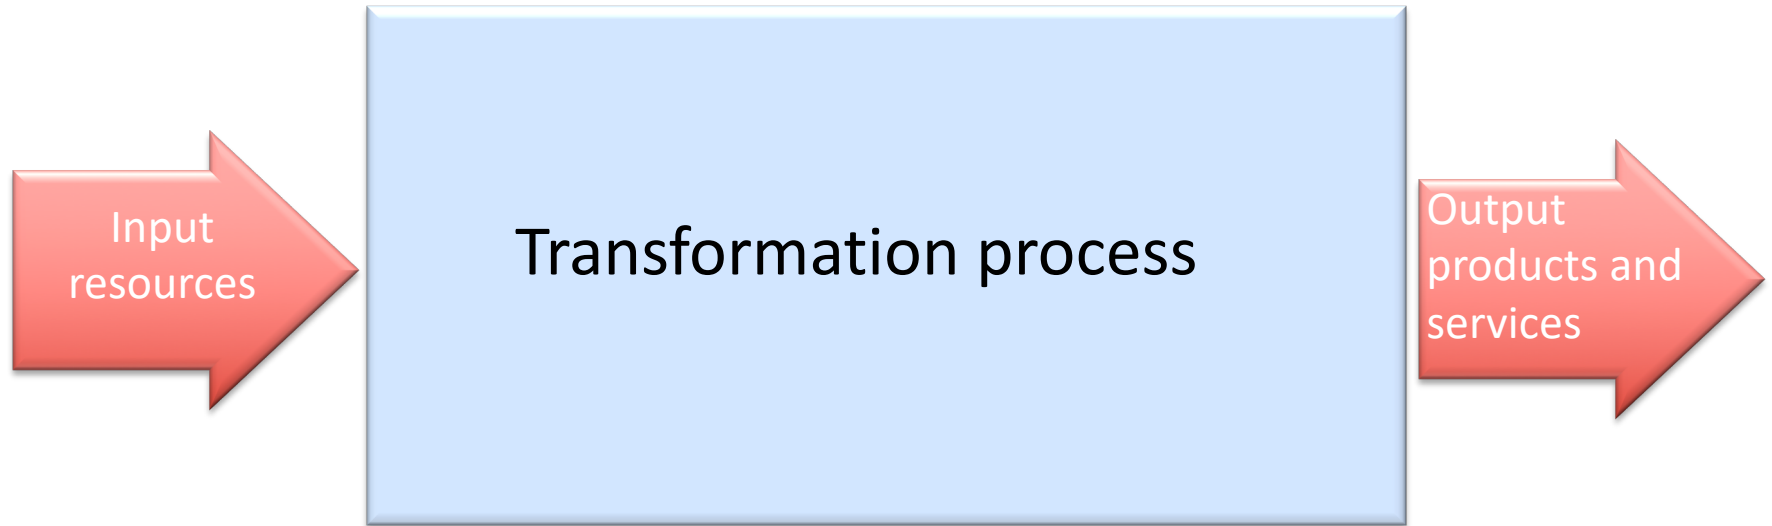 Input
resources
Transformation process
Output
products and
services